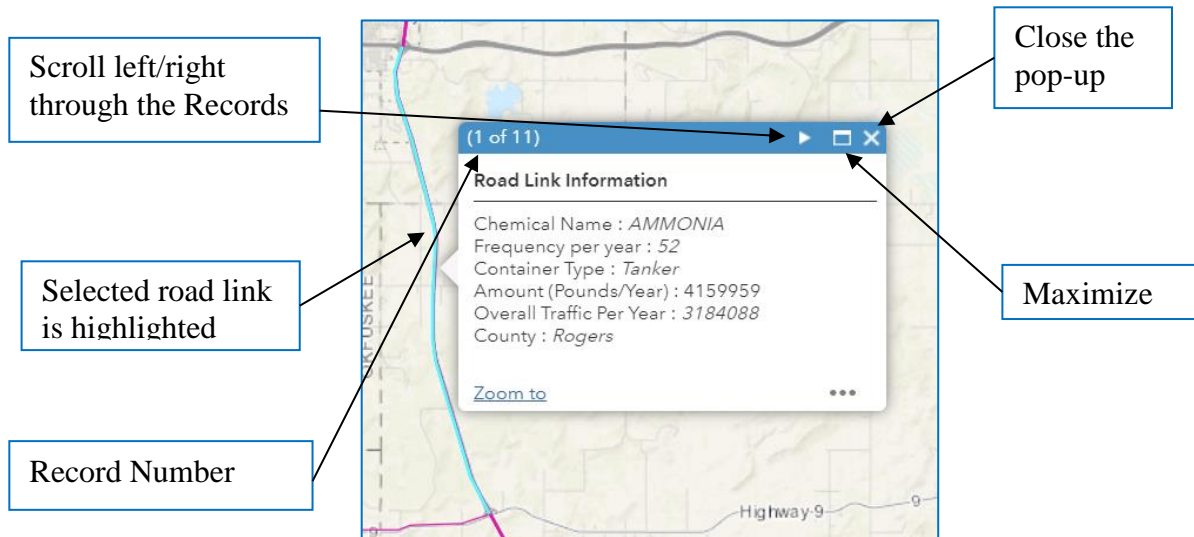 Scroll left/right
through the Records
Close the
pop-up
(1 of 11)
Road Link Information
Chemical Name : AMMONIA
Frequency per year : 52
Container Type : Tanker
Amount (Pounds/Year) : 4159959
Overall Traffic Per Year : 3184088
County : Rogers
Zoom to
Selected road link
is highlighted
Maximize
OKFUSKEE
Record Number
Highway 9
9
9